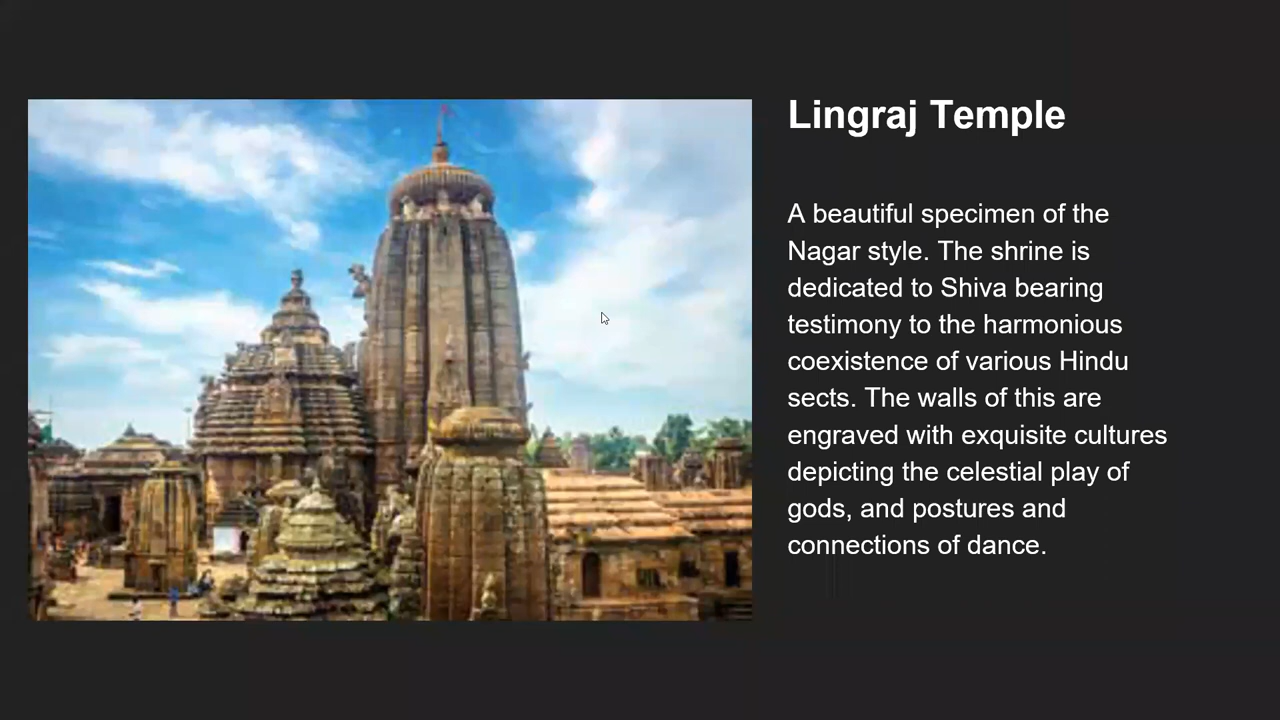 Lingraj Temple
A beautiful specimen of the
Nagar style. The shrine is
dedicated to Shiva bearing
testimony to the harmonious
coexistence of various Hindu
sects. The walls of this are
engraved with exquisite cultures
depicting the celestial play of
gods, and postures and
connections of dance.